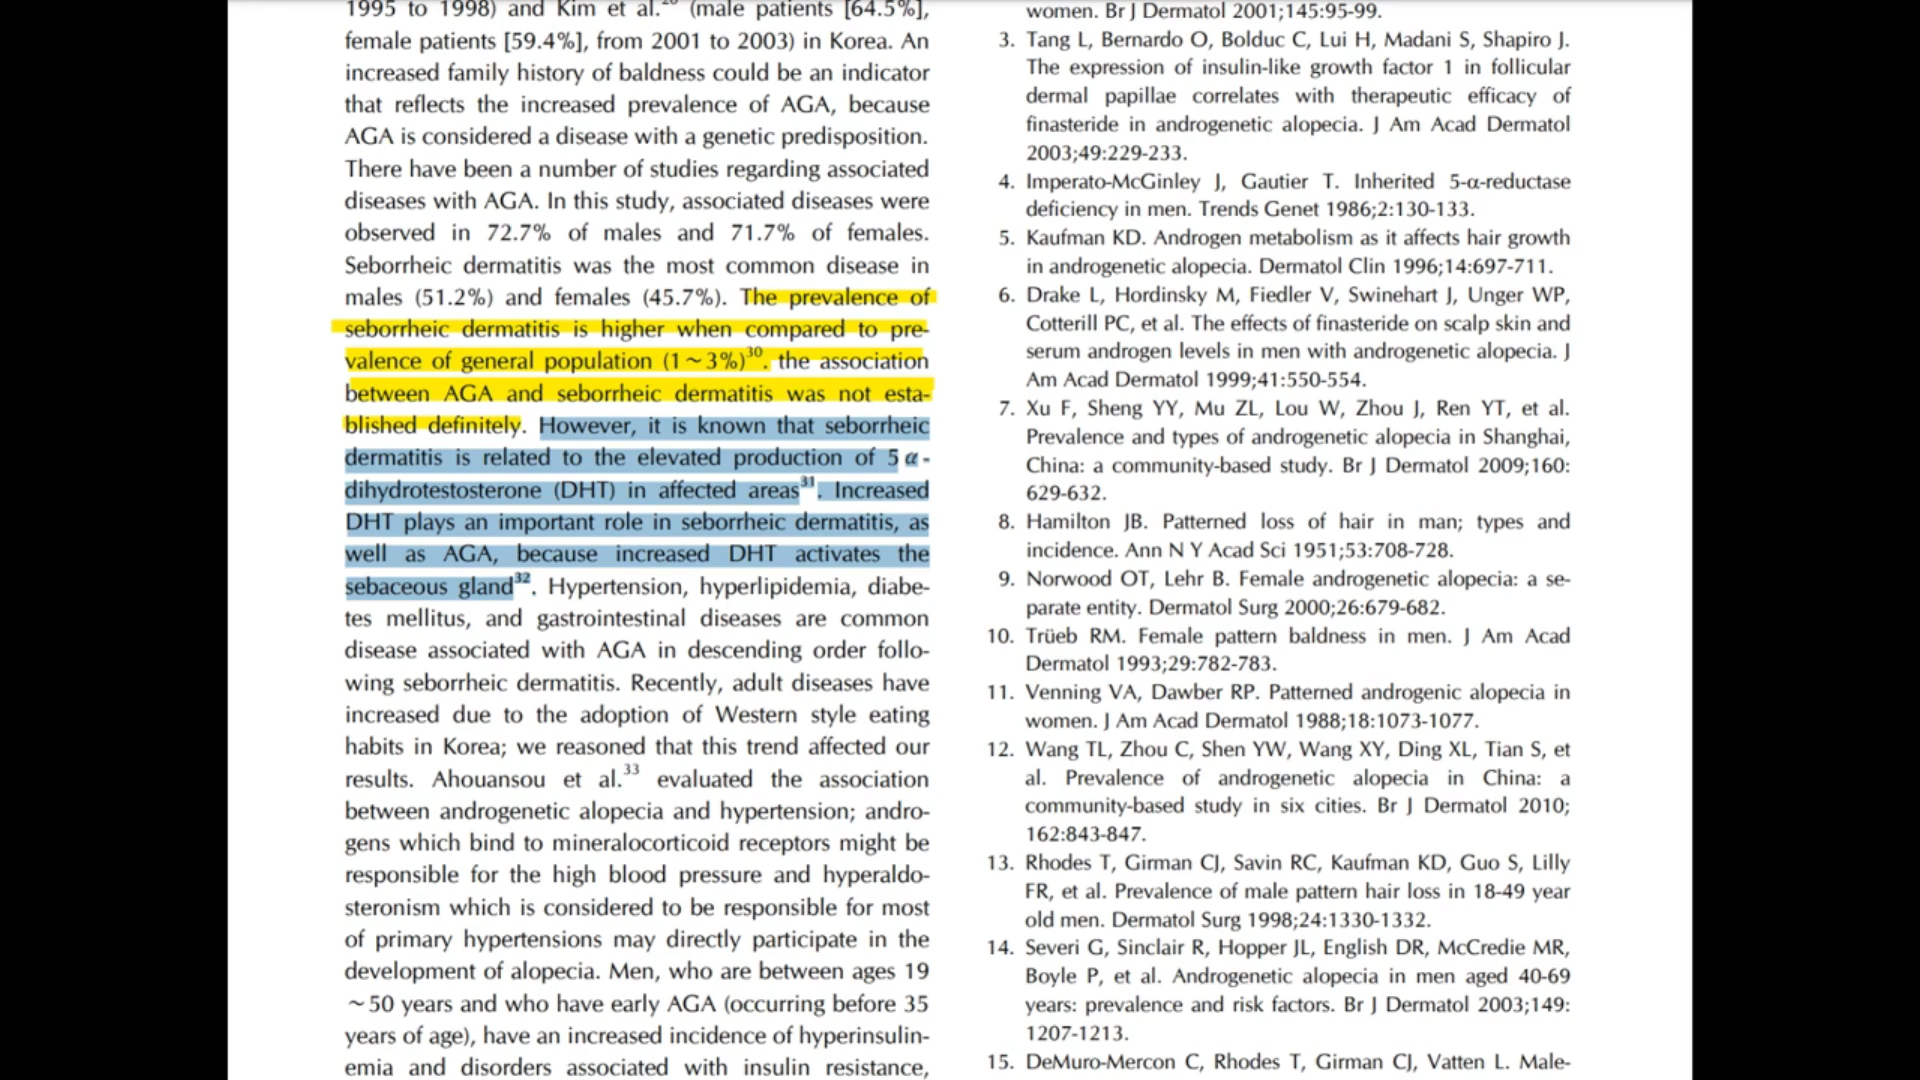 1995 to 1998) and Kim et al.28 (male patients [64.5%],
female patients [59.4%], from 2001 to 2003) in Korea. An
increased family history of baldness could be an indicator
that reflects the increased prevalence of AGA, because
AGA is considered a disease with a genetic predisposition.
There have been a number of studies regarding associated
diseases with AGA. In this study, associated diseases were
observed in 72.7% of males and 71.7% of females.
Seborrheic dermatitis was the most common disease in
males (51.2%) and females (45.7%). The prevalence of
seborrheic dermatitis is higher when compared to pre-
valence of general population (1~3%)30. the association
between AGA and seborrheic dermatitis was not esta-
blished definitely. However, it is known that seborrheic
dermatitis is related to the elevated production of 5α-
dihydrotestosterone (DHT) in affected areas31. Increased
DHT plays an important role in seborrheic dermatitis, as
well as AGA, because increased DHT activates the
sebaceous gland32. Hypertension, hyperlipidemia, diabe-
tes mellitus, and gastrointestinal diseases are common
disease associated with AGA in descending order follo-
wing seborrheic dermatitis. Recently, adult diseases have
increased due to the adoption of Western style eating
habits in Korea; we reasoned that this trend affected our
results. Ahouansou et al.33 evaluated the association
between androgenetic alopecia and hypertension; andro-
gens which bind to mineralocorticoid receptors might be
responsible for the high blood pressure and hyperaldo-
steronism which is considered to be responsible for most
of primary hypertensions may directly participate in the
development of alopecia. Men, who are between ages 19
~50 years and who have early AGA (occurring before 35
years of age), have an increased incidence of hyperinsulin-
emia and disorders associated with insulin resistance,
women. Br J Dermatol 2001;145:95-99.
3. Tang L, Bernardo O, Bolduc C, Lui H, Madani S, Shapiro J.
The expression of insulin-like growth factor 1 in follicular
dermal papillae correlates with therapeutic efficacy of
finasteride in androgenetic alopecia. J Am Acad Dermatol
2003;49:229-233.
4. Imperato-McGinley J, Gautier T. Inherited 5-α-reductase
deficiency in men. Trends Genet 1986;2:130-133.
5. Kaufman KD. Androgen metabolism as it affects hair growth
in androgenetic alopecia. Dermatol Clin 1996;14:697-711.
6. Drake L, Hordinsky M, Fiedler V, Swinehart J, Unger WP,
Cotterill PC, et al. The effects of finasteride on scalp skin and
serum androgen levels in men with androgenetic alopecia. J
Am Acad Dermatol 1999;41:550-554.
7. Xu F, Sheng YY, Mu ZL, Lou W, Zhou J, Ren YT, et al.
Prevalence and types of androgenetic alopecia in Shanghai,
China: a community-based study. Br J Dermatol 2009;160:
629-632.
8. Hamilton JB. Patterned loss of hair in man; types and
incidence. Ann N Y Acad Sci 1951;53:708-728.
9. Norwood OT, Lehr B. Female androgenetic alopecia: a se-
parate entity. Dermatol Surg 2000;26:679-682.
10. Trüeb RM. Female pattern baldness in men. J Am Acad
Dermatol 1993;29:782-783.
11. Venning VA, Dawber RP. Patterned androgenic alopecia in
women. J Am Acad Dermatol 1988;18:1073-1077.
12. Wang TL, Zhou C, Shen YW, Wang XY, Ding XL, Tian S, et
al. Prevalence of androgenetic alopecia in China: a
community-based study in six cities. Br J Dermatol 2010;
162:843-847.
13. Rhodes T, Girman CJ, Savin RC, Kaufman KD, Guo S, Lilly
FR, et al. Prevalence of male pattern hair loss in 18-49 year
old men. Dermatol Surg 1998;24:1330-1332.
14. Severi G, Sinclair R, Hopper JL, English DR, McCredie MR,
Boyle P, et al. Androgenetic alopecia in men aged 40-69
years: prevalence and risk factors. Br J Dermatol 2003;149:
1207-1213.
15. DeMuro-Mercon C, Rhodes T, Girman CJ, Vatten L. Male-